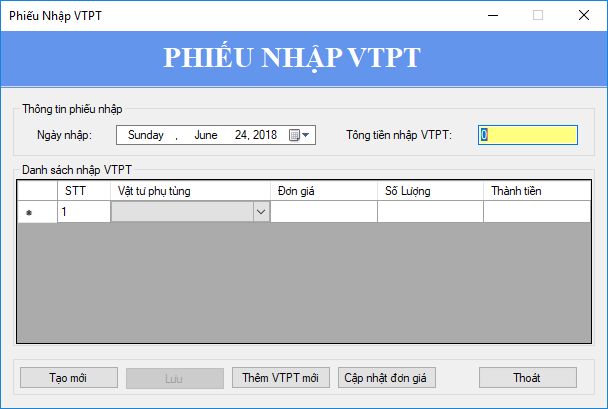 Phiếu Nhập VTPT
PHIẾU NHẬP VTPT
Thông tin phiếu nhập
Ngày nhập: Sunday , June 24, 2018 Tông tiền nhập VTPT: 0
Danh sách nhập VTPT
STT Vật tư phụ tùng Đơn giá Số Lượng Thành tiền
1
Tạo mới Lưu Thêm VTPT mới Cập nhật đơn giá Thoát